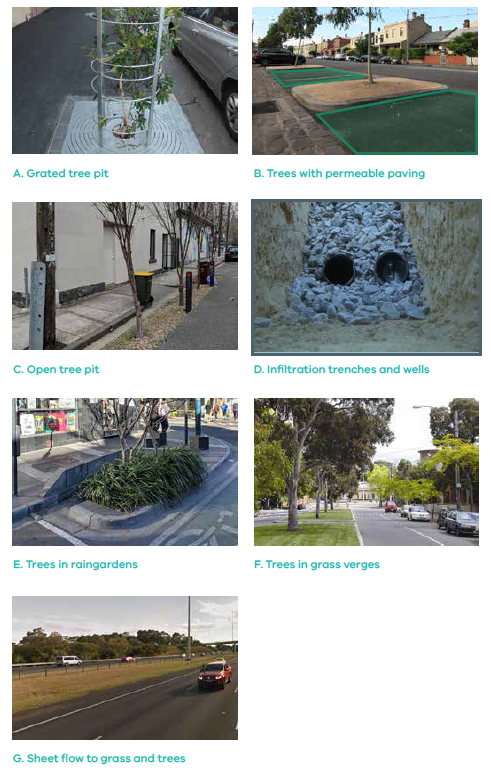 A. Grated tree pit
B. Trees with permeable paving
C. Open tree pit
D. Infiltration trenches and wells
E. Trees in raingardens
F. Trees in grass verges
G. Sheet flow to grass and trees